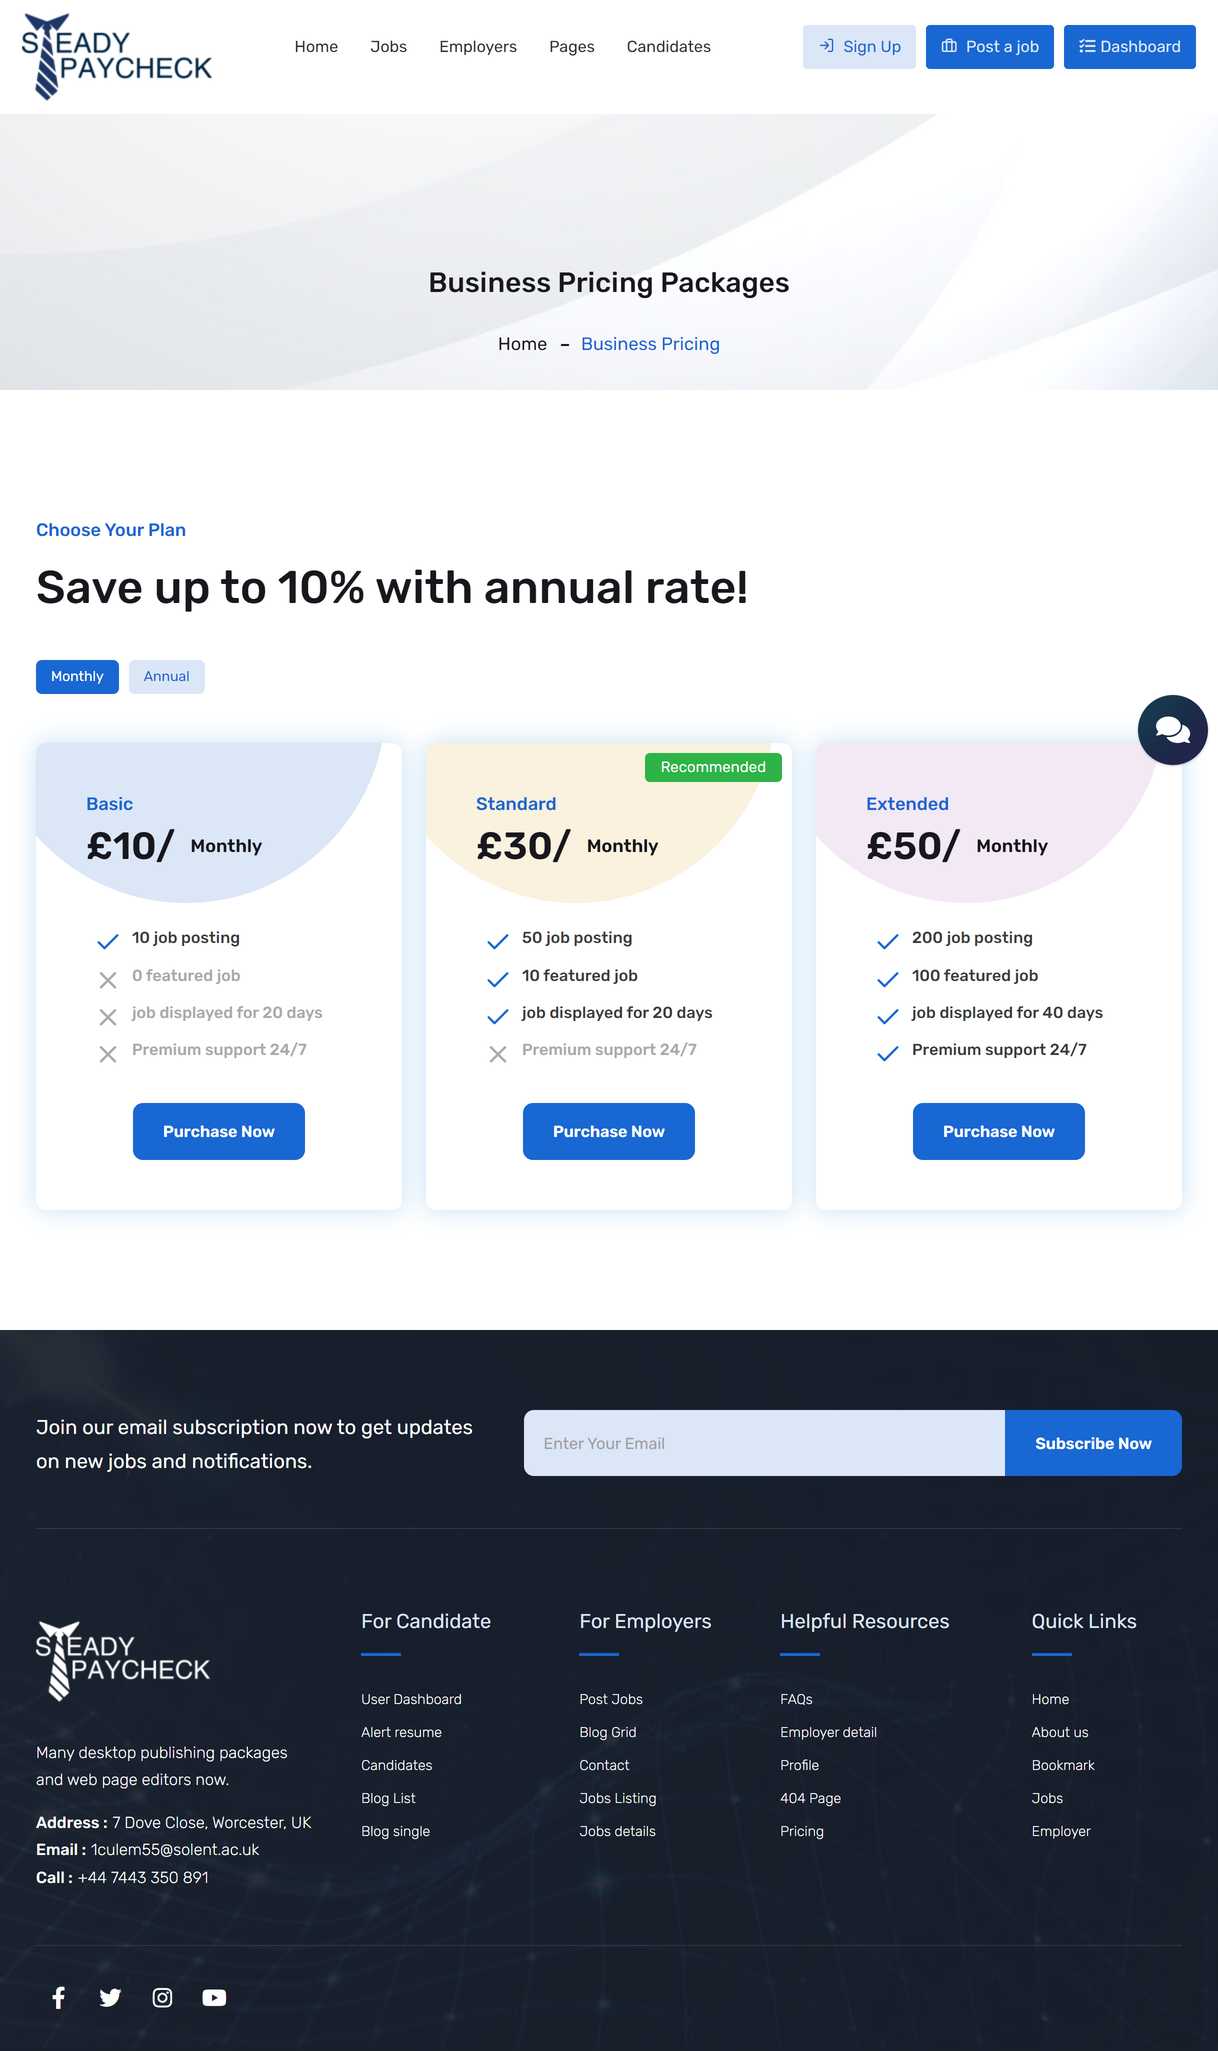 STEADY
PAYCHECK
Home
Jobs
Employers
Pages
Candidates
Sign Up
Post a job
Dashboard
Business Pricing Packages
Home – Business Pricing
Choose Your Plan
Save up to 10% with annual rate!
Monthly
Annual
Basic
£10/ Monthly
10 job posting
0 featured job
job displayed for 20 days
Premium support 24/7
Purchase Now
Recommended
Standard
£30/ Monthly
50 job posting
10 featured job
job displayed for 20 days
Premium support 24/7
Purchase Now
Extended
£50/ Monthly
200 job posting
100 featured job
job displayed for 40 days
Premium support 24/7
Purchase Now
Join our email subscription now to get updates
on new jobs and notifications.
Enter Your Email
Subscribe Now
STEADY
PAYCHECK
Many desktop publishing packages
and web page editors now.
Address : 7 Dove Close, Worcester, UK
Email : 1culem55@solent.ac.uk
Call : +44 7443 350 891
For Candidate
User Dashboard
Alert resume
Candidates
Blog List
Blog single
For Employers
Post Jobs
Blog Grid
Contact
Jobs Listing
Jobs details
Helpful Resources
FAQs
Employer detail
Profile
404 Page
Pricing
Quick Links
Home
About us
Bookmark
Jobs
Employer